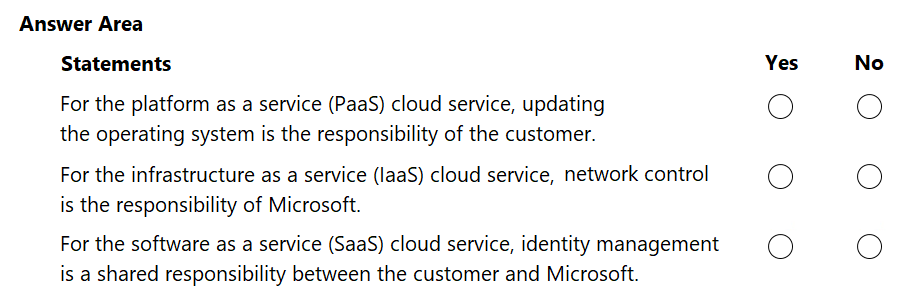 Answer Area
Statements Yes No
For the platform as a service (PaaS) cloud service, updating
the operating system is the responsibility of the customer.
For the infrastructure as a service (IaaS) cloud service, network control
is the responsibility of Microsoft.
For the software as a service (SaaS) cloud service, identity management
is a shared responsibility between the customer and Microsoft.